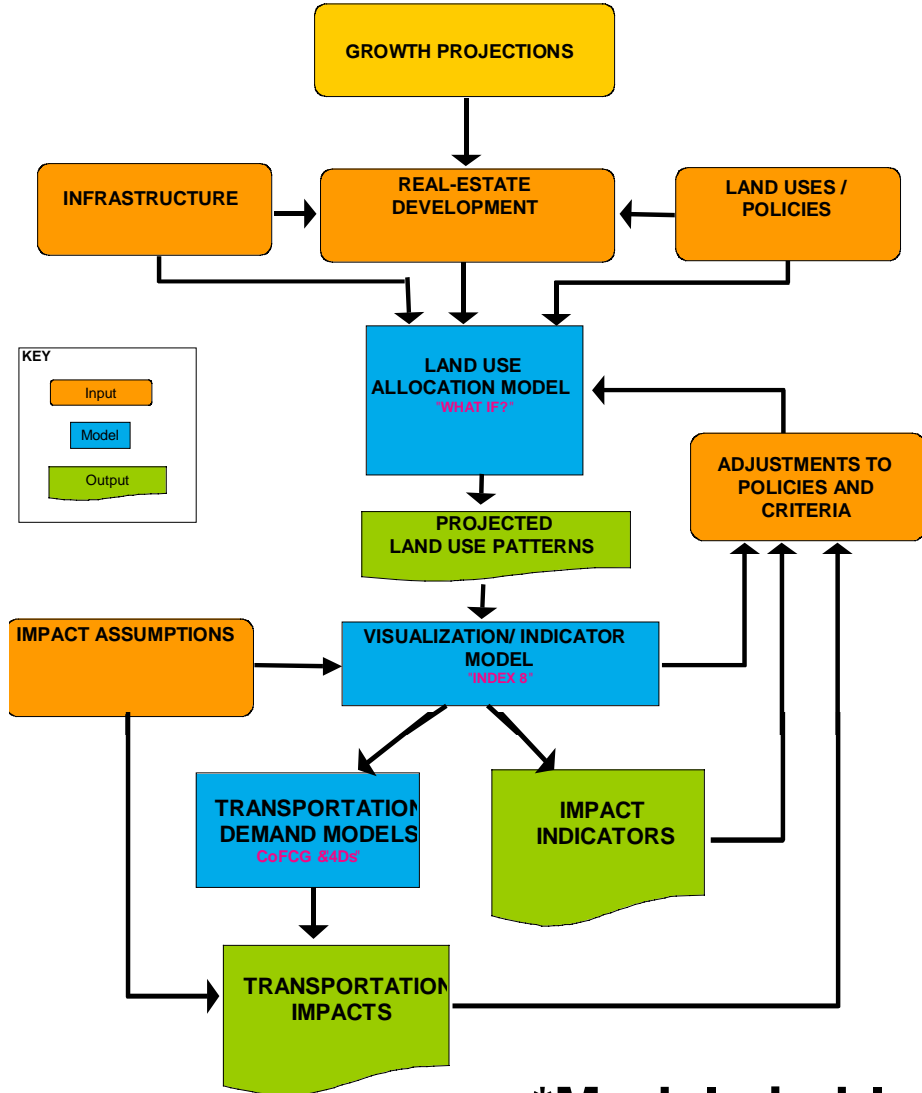 GROWTH PROJECTIONS
INFRASTRUCTURE
REAL-ESTATE
DEVELOPMENT
LAND USES /
POLICIES
KEY
Input
Model
Output
LAND USE
ALLOCATION MODEL
"WHAT IF?"
ADJUSTMENTS TO
POLICIES AND
CRITERIA
PROJECTED
LAND USE PATTERNS
IMPACT ASSUMPTIONS
VISUALIZATION/ INDICATOR
MODEL
"INDEX 8"
TRANSPORTATION
DEMAND MODELS
CoFCG &4Ds"
IMPACT
INDICATORS
TRANSPORTATION
IMPACTS